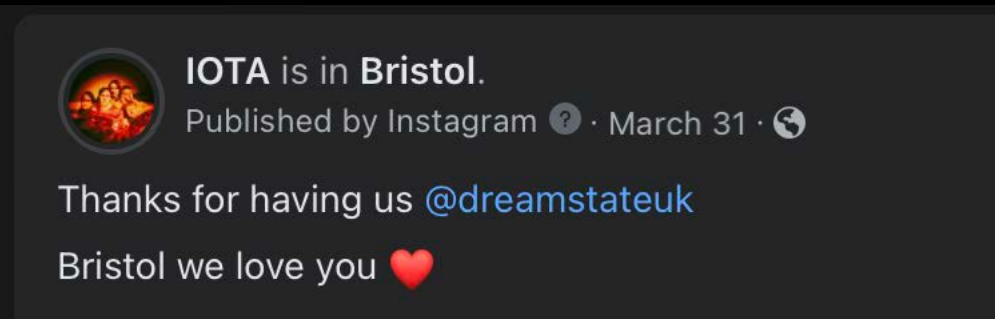 IOTA is in Bristol.
Published by Instagram ? · March 31 ·
Thanks for having us @dreamstateuk
Bristol we love you ❤️